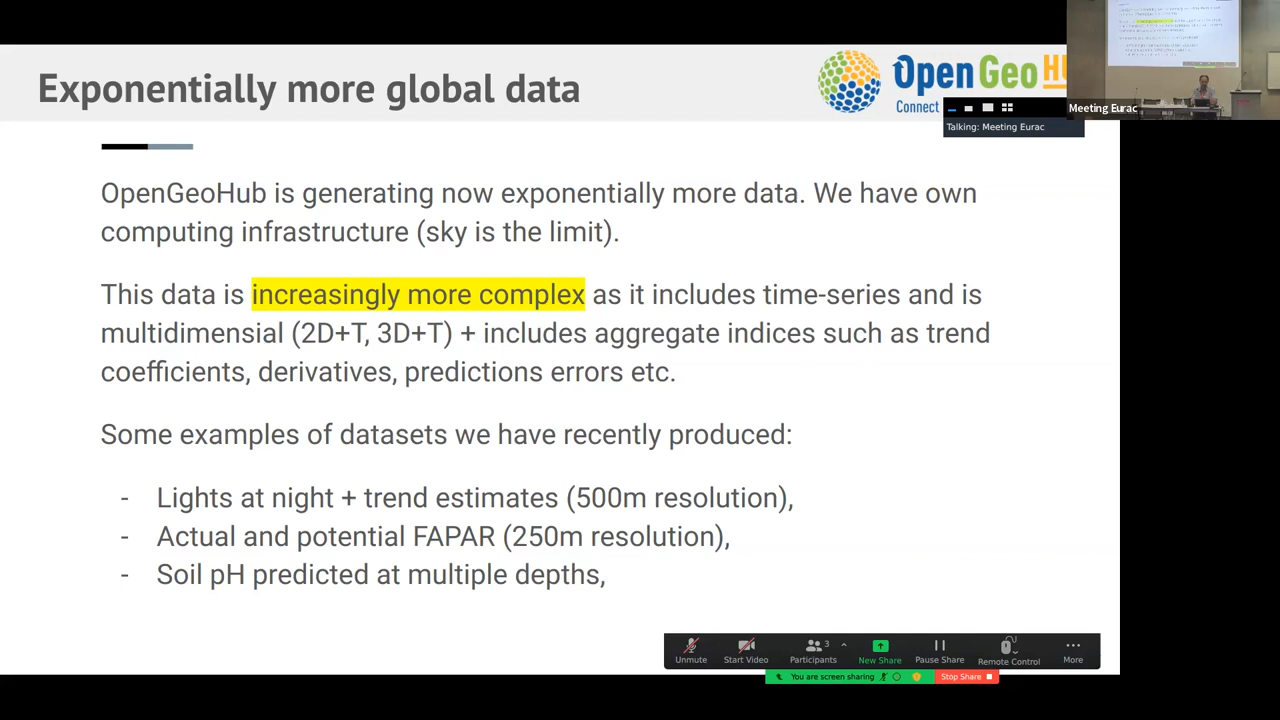 Exponentially more global data
OpenGeoHU
Connect
Meeting Eurac
Talking: Meeting Eurac
OpenGeoHub is generating now exponentially more data. We have own
computing infrastructure (sky is the limit).
This data is increasingly more complex as it includes time-series and is
multidimensial (2D+T, 3D+T) + includes aggregate indices such as trend
coefficients, derivatives, predictions errors etc.
Some examples of datasets we have recently produced:
- Lights at night + trend estimates (500m resolution),
- Actual and potential FAPAR (250m resolution),
- Soil pH predicted at multiple depths,
3
Unmute Start Video Participants New Share Pause Share Remote Control More
You are screen sharing Stop Share